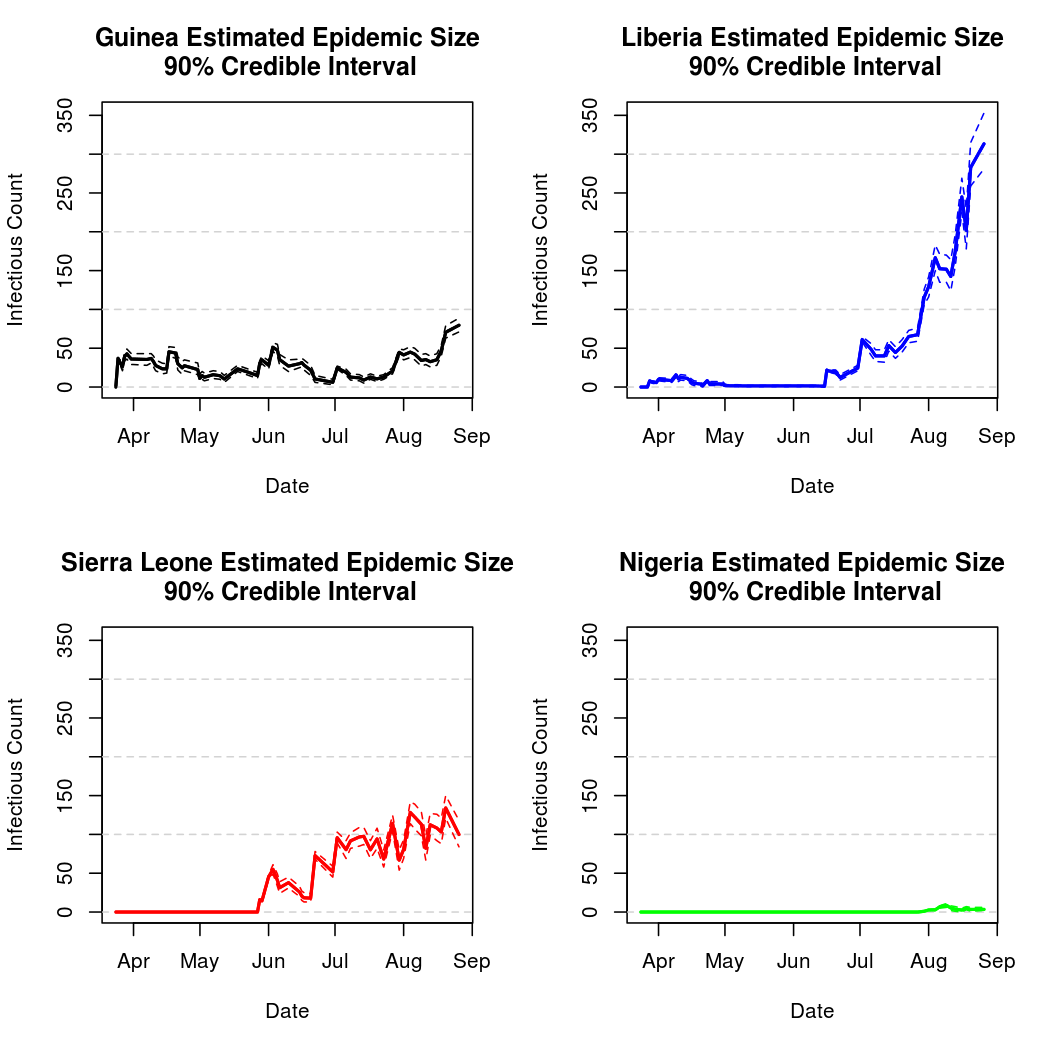 Guinea Estimated Epidemic Size
90% Credible Interval
Infectious Count
350
250
150
50
0
Apr May Jun Jul Aug Sep
Date
Liberia Estimated Epidemic Size
90% Credible Interval
Infectious Count
350
250
150
50
0
Apr May Jun Jul Aug Sep
Date
Sierra Leone Estimated Epidemic Size
90% Credible Interval
Infectious Count
350
250
150
50
0
Apr May Jun Jul Aug Sep
Date
Nigeria Estimated Epidemic Size
90% Credible Interval
Infectious Count
350
250
150
50
0
Apr May Jun Jul Aug Sep
Date